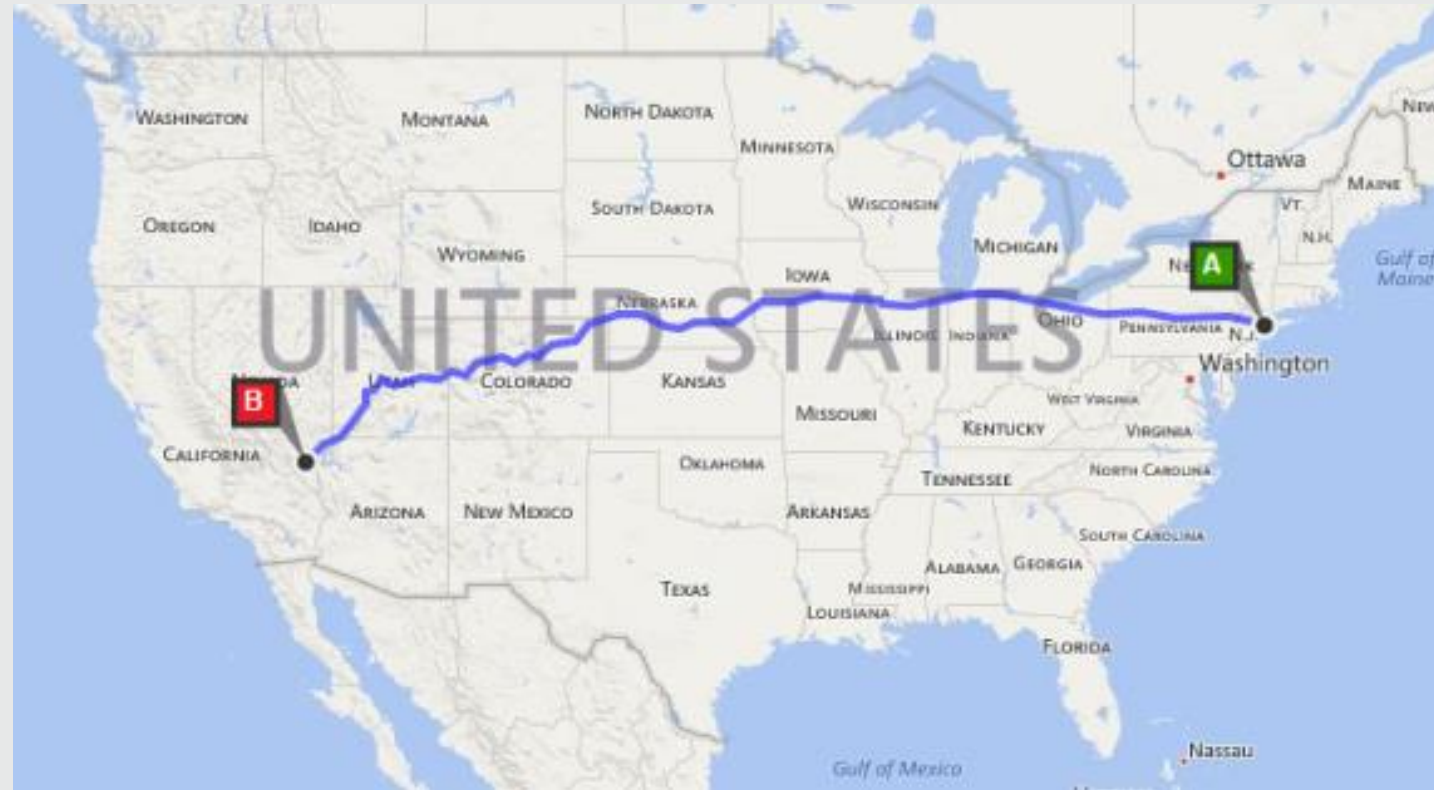 NORTH DAKOTA
WASHINGTON
MONTANA
MINNESOTA
Ottawa
MAINE
VT.
SOUTH DAKOTA
WISCONSIN
OREGON
IDAHO
N.H.
MICHIGAN
WYOMING
Gulf of
Maine
A
IOWA
NEBRASKA
UNITED STATES
OHIO
PENNSYLVANIA
N.J.
ILLINOIS
INDIANA
Washington
UTAH
COLORADO
KANSAS
B
WEST VIRGINIA
MISSOURI
KENTUCKY
VIRGINIA
CALIFORNIA
OKLAHOMA
NORTH CAROLINA
TENNESSEE
ARIZONA
NEW MEXICO
ARKANSAS
SOUTH CAROLINA
ALABAMA
GEORGIA
TEXAS
MISSISSIPPI
LOUISIANA
FLORIDA
Nassau
Gulf of Mexico